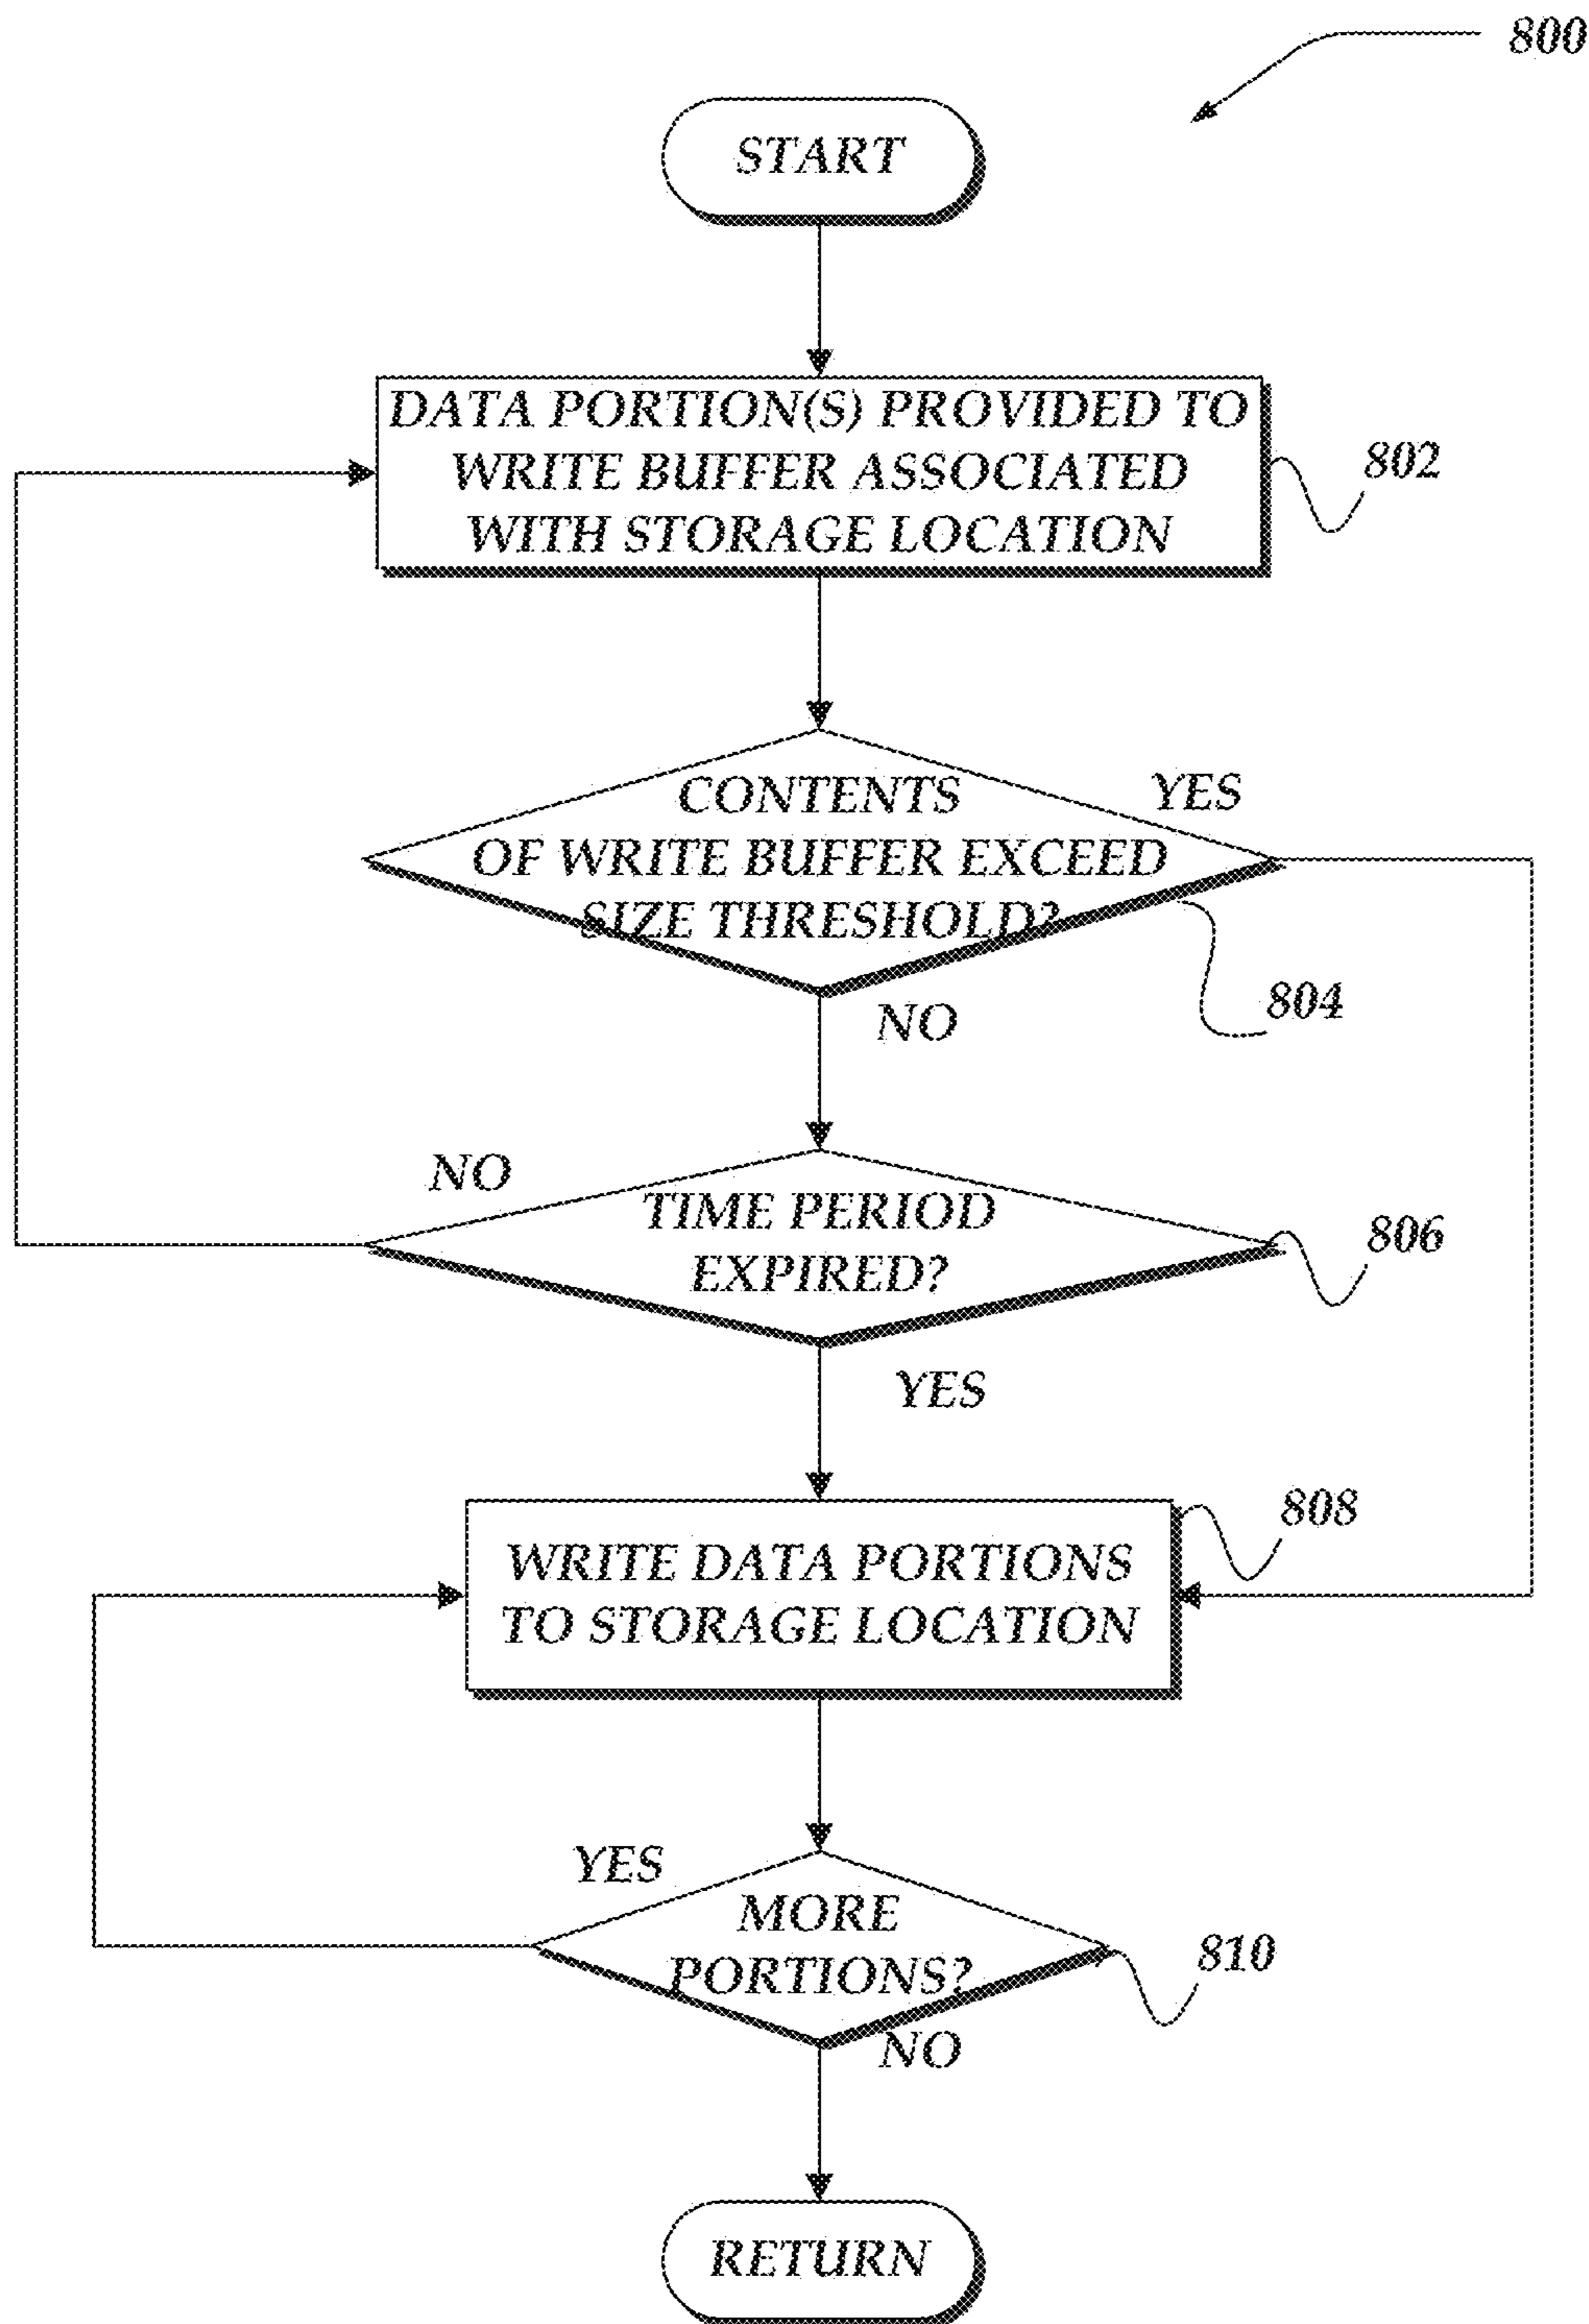 800
START
DATA PORTION(S) PROVIDED TO
WRITE BUFFER ASSOCIATED
WITH STORAGE LOCATION
802
CONTENTS
OF WRITE BUFFER EXCEED
SIZE THRESHOLD?
YES
804
NO
NO
TIME PERIOD
EXPIRED?
806
YES
808
WRITE DATA PORTIONS
TO STORAGE LOCATION
YES
MORE
PORTIONS?
810
NO
RETURN